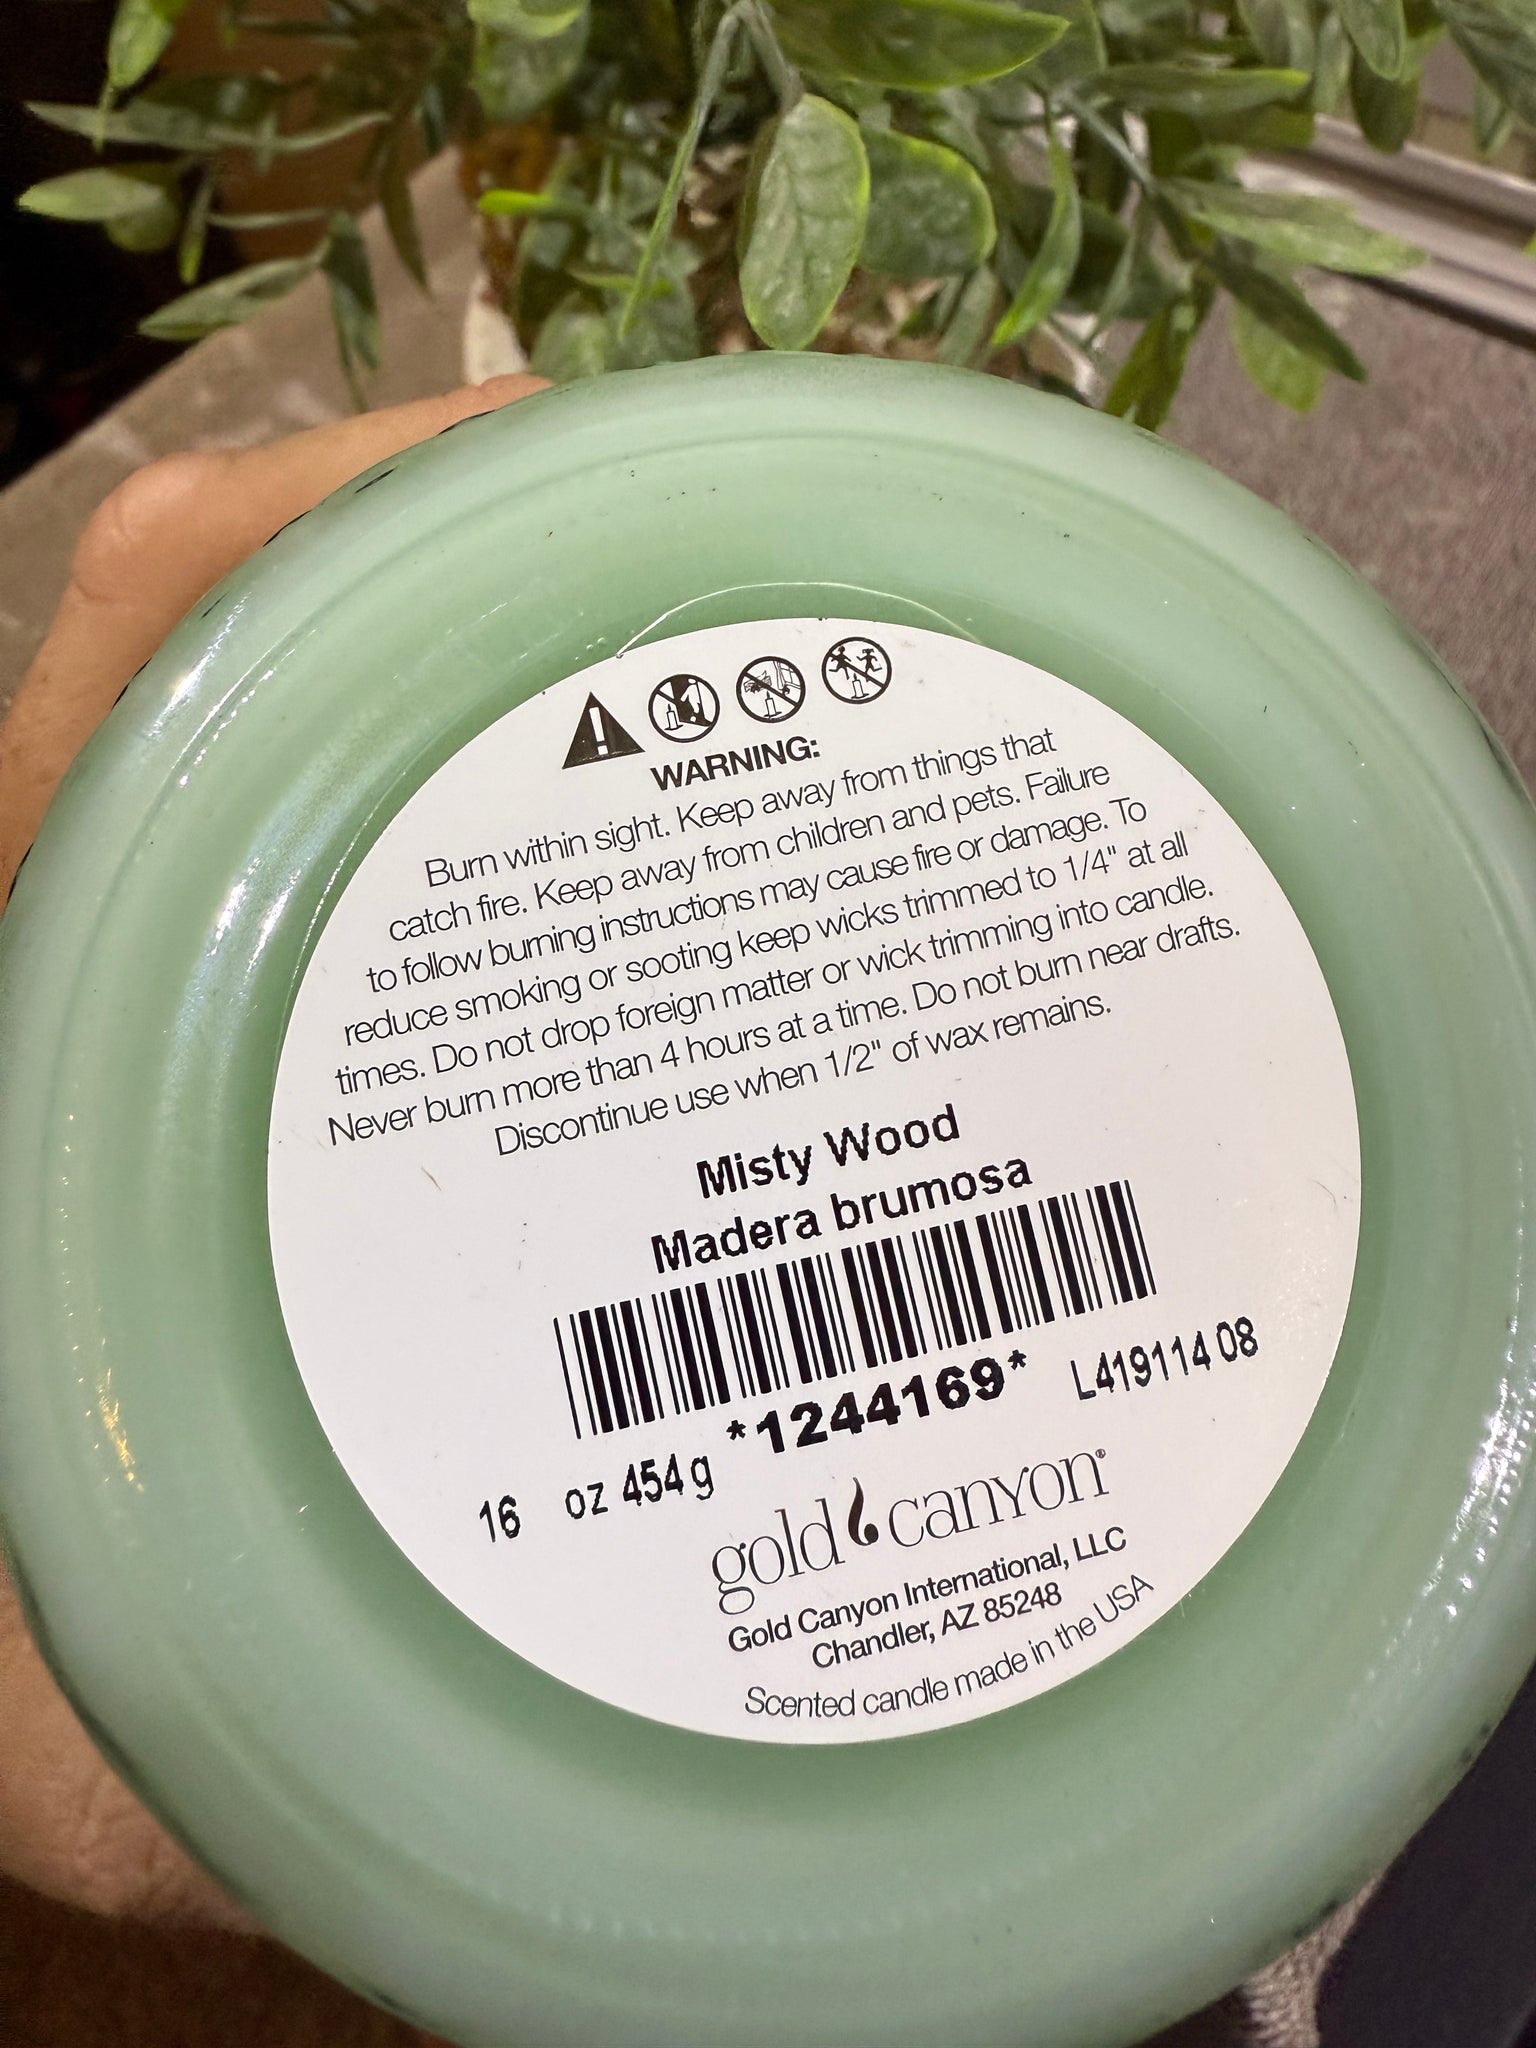 WARNING:
Burn within sight. Keep away from things that
catch fire. Keep away from children and pets. Failure
to follow burning instructions may cause fire or damage. To
reduce smoking or sooting keep wicks trimmed to 1/4" at all
times. Do not drop foreign matter or wick trimming into candle.
Never burn more than 4 hours at a time. Do not burn near drafts.
Discontinue use when 1/2" of wax remains.
Misty Wood
Madera brumosa
*1244169*
L419114 08
16 oz 454g
gold canyon®
Gold Canyon International, LLC
Chandler, AZ 85248
Scented candle made in the USA